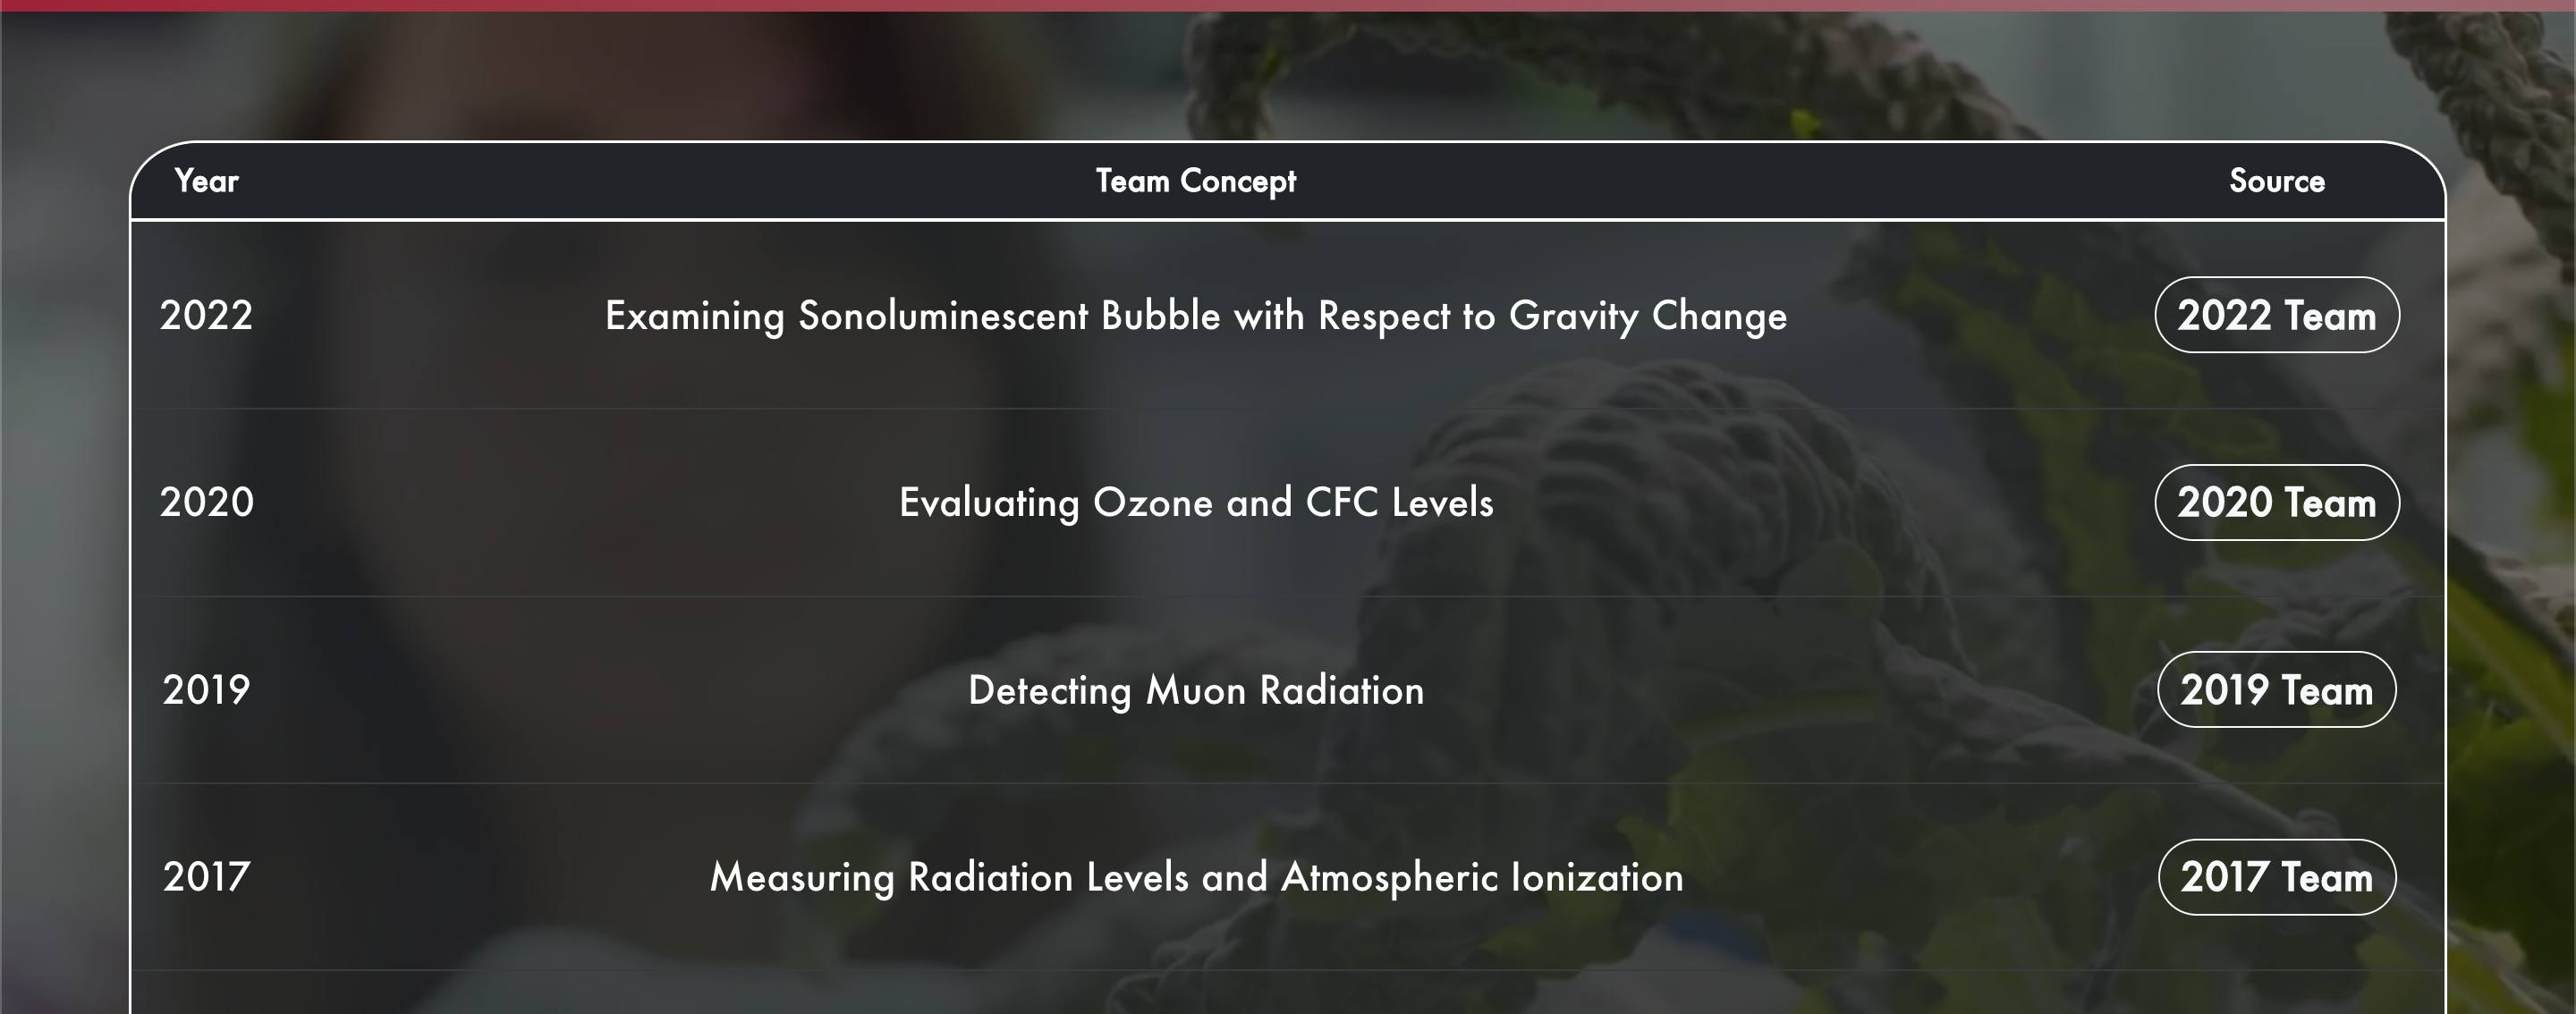 Year Team Concept Source
2022 Examining Sonoluminescent Bubble with Respect to Gravity Change 2022 Team
2020 Evaluating Ozone and CFC Levels 2020 Team
2019 Detecting Muon Radiation 2019 Team
2017 Measuring Radiation Levels and Atmospheric Ionization 2017 Team